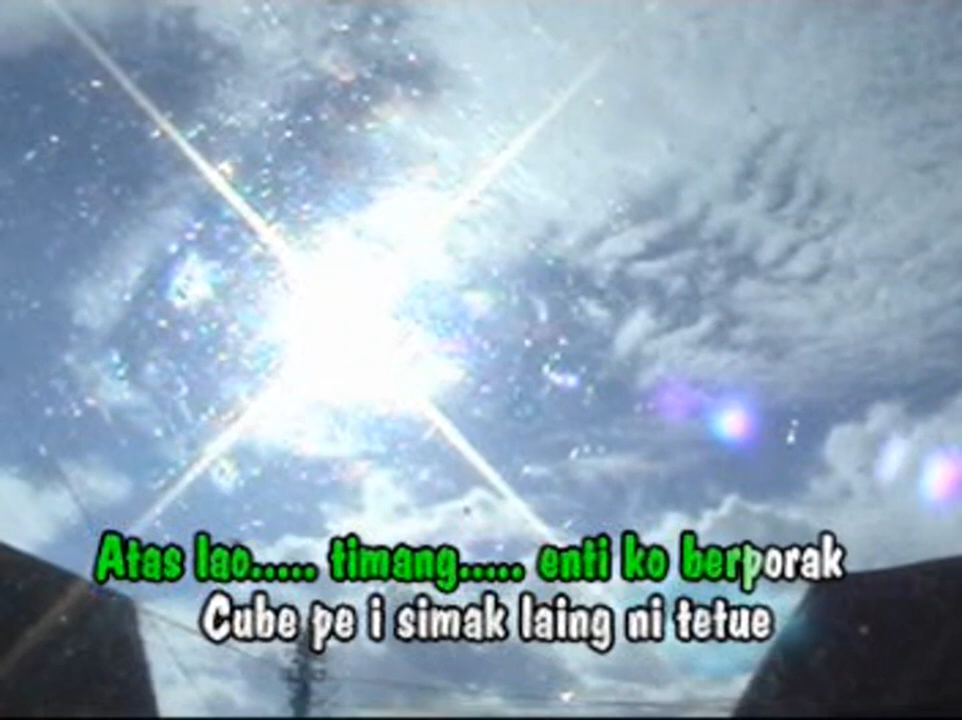 Atas lao..... timang..... enti ko berporak
Cube pe i simak laing ni tetue